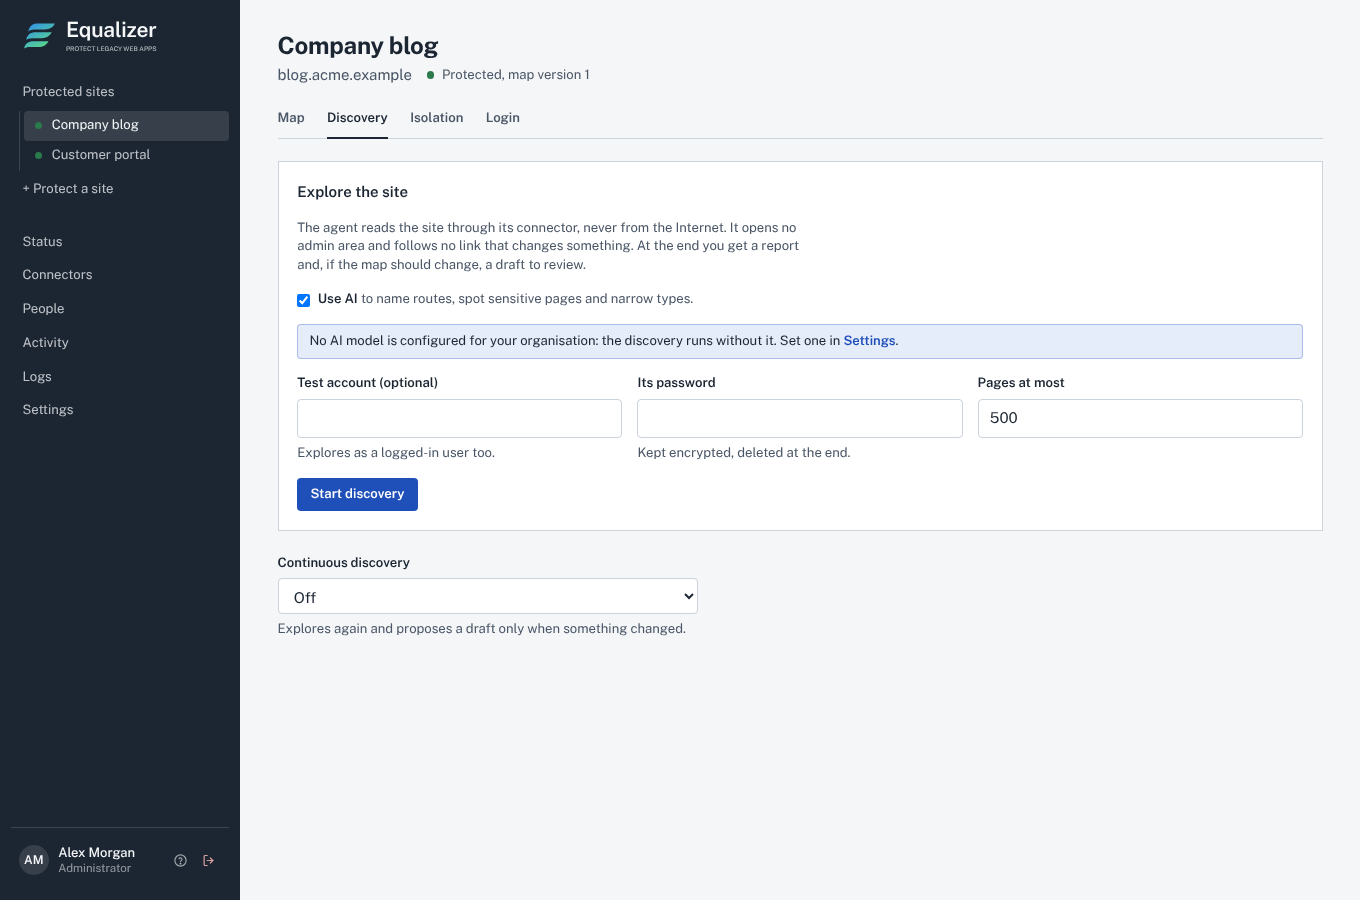 Equalizer
PROTECT LEGACY WEB APPS
Protected sites
Company blog
Customer portal
+ Protect a site
Status
Connectors
People
Activity
Logs
Settings
AM
Alex Morgan
Administrator
Company blog
blog.acme.example
Protected, map version 1
Map
Discovery
Isolation
Login
Explore the site
The agent reads the site through its connector, never from the Internet. It opens no
admin area and follows no link that changes something. At the end you get a report
and, if the map should change, a draft to review.
Use AI to name routes, spot sensitive pages and narrow types.
No AI model is configured for your organisation: the discovery runs without it. Set one in Settings.
Test account (optional)
Explores as a logged-in user too.
Its password
Kept encrypted, deleted at the end.
Pages at most
500
Start discovery
Continuous discovery
Off
Explores again and proposes a draft only when something changed.